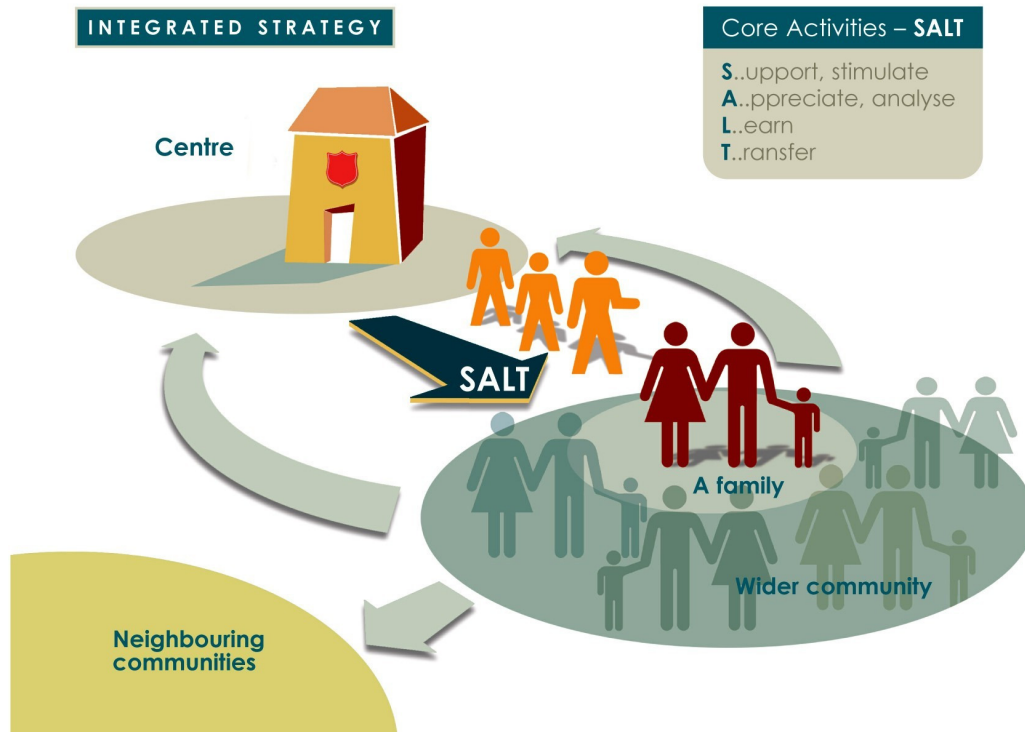 INTEGRATED STRATEGY
Core Activities – SALT
S..upport, stimulate
A..ppreciate, analyse
L..earn
T..ransfer
Centre
SALT
A family
Wider community
Neighbouring
communities